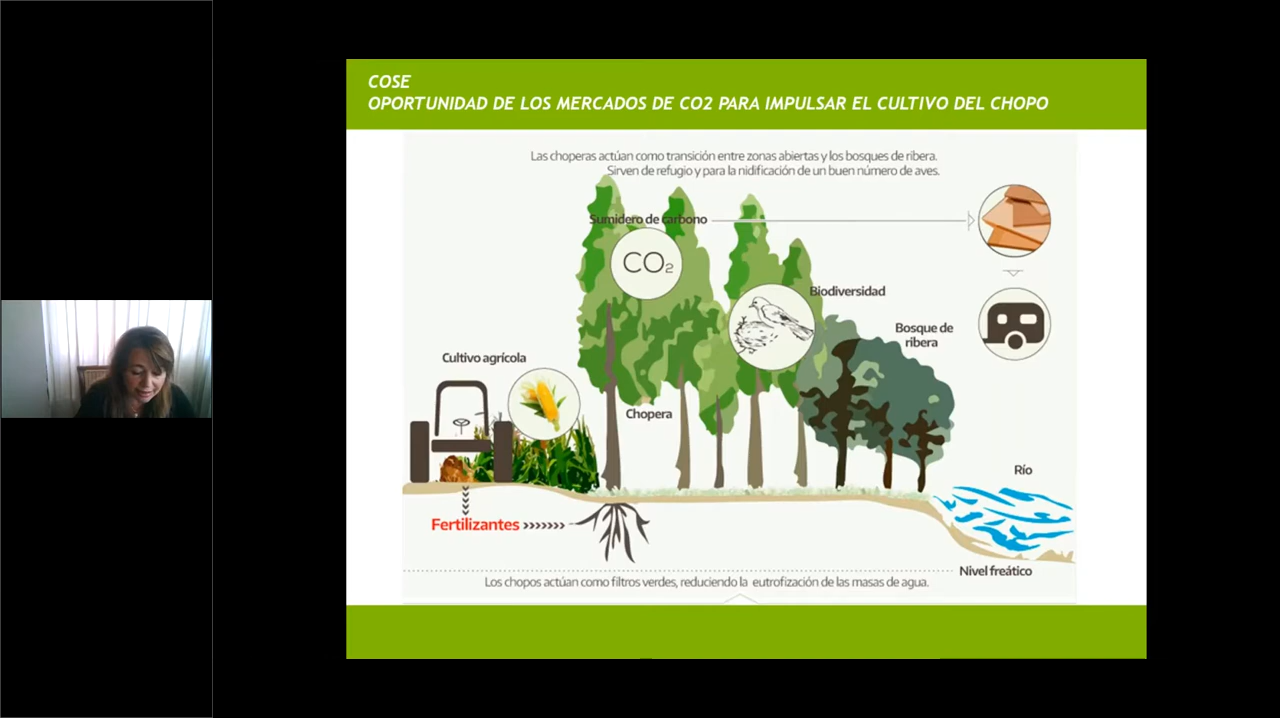 COSE
OPORTUNIDAD DE LOS MERCADOS DE CO2 PARA IMPULSAR EL CULTIVO DEL CHOPO
Las choperas actúan como transición entre zonas abiertas y los bosques de ribera.
Sirven de refugio y para la nidificación de un buen número de aves.
Sumidero de carbono
CO₂
Biodiversidad
Bosque de
ribera
Cultivo agrícola
Chopera
Río
Fertilizantes
Nivel freático
Los chopos actúan como filtros verdes, reduciendo la eutrofización de las masas de agua.